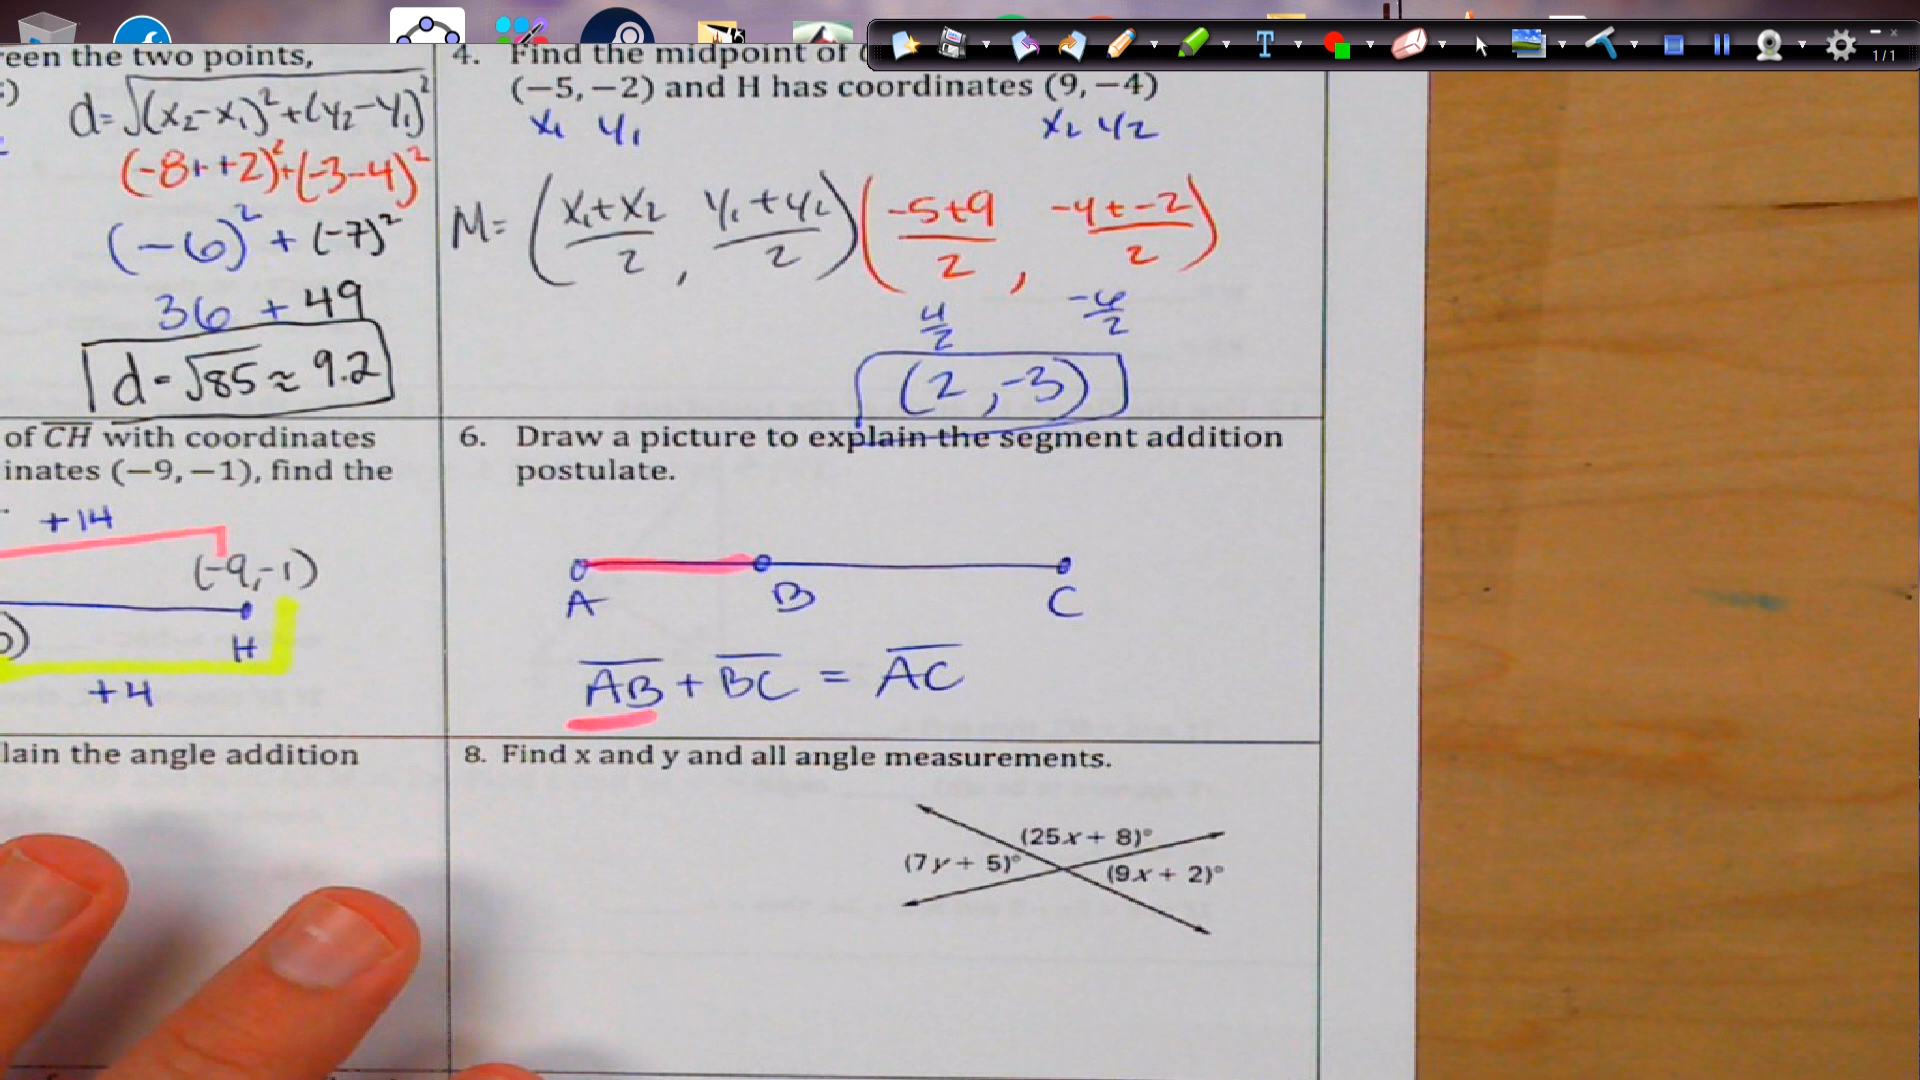 1/1
een the two points,
d=√(x₂-x₁)²+(y₂-y₁)²
(-8++2)²+(-3-4)²
(-6)²+(-7)²
36 + 49
d=√85≈9.2
4. Find the midpoint of
(−5,−2) and H has coordinates (9,−4)
x₁ y₁ x₂ y₂
M= (x₁+x₂/2, y₁+y₂/2) (-5+9/2, -4+-2/2)
4/2 -6/2
(2,-3)
of CH with coordinates
inates (−9,−1), find the
+14
(-9,-1)
H
+4
6. Draw a picture to explain the segment addition
postulate.
A B C
AB + BC = AC
lain the angle addition
8. Find x and y and all angle measurements.
(25x + 8)°
(7y + 5)°
(9x + 2)°